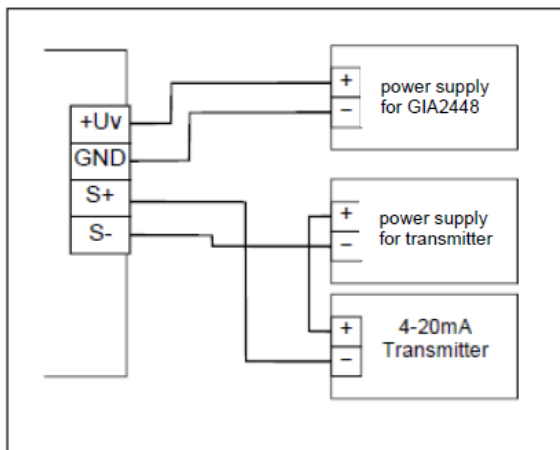 +Uv
GND
S+
S-
+
power supply
−
for GIA2448
+
power supply
−
for transmitter
+
4-20mA
−
Transmitter